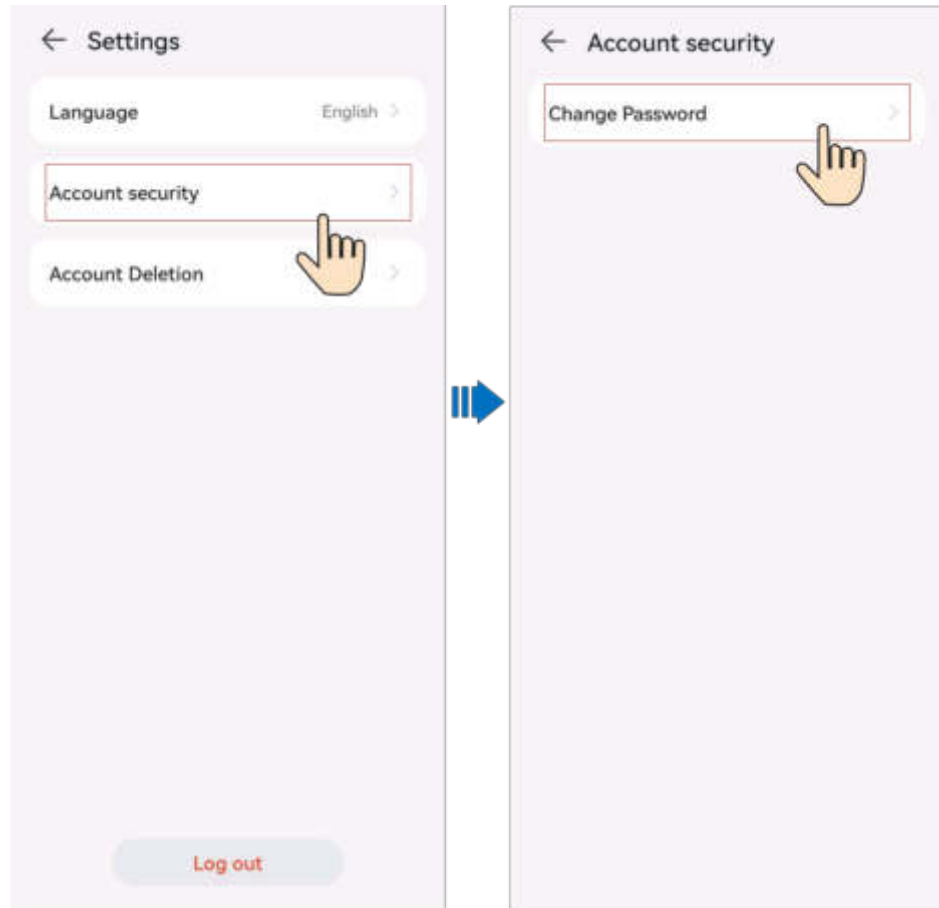 Settings
Language English
Account security
Account Deletion
Log out
Account security
Change Password